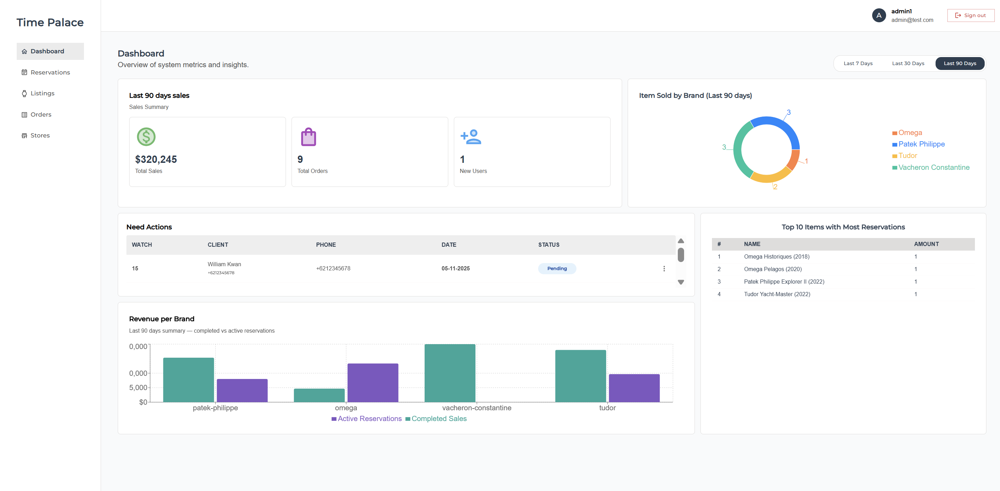 Time Palace
Dashboard
Reservations
Listings
Orders
Stores
A
admin1
admin@test.com
Sign out
Dashboard
Overview of system metrics and insights.
Last 7 Days
Last 30 Days
Last 90 Days
Last 90 days sales
Sales Summary
$320,245
Total Sales
9
Total Orders
1
New Users
Item Sold by Brand (Last 90 days)
3
3
1
2
Omega
Patek Philippe
Tudor
Vacheron Constantine
Need Actions
WATCH CLIENT PHONE DATE STATUS
15 William Kwan +6212345678 05-11-2025 Pending
+6212345678
Top 10 Items with Most Reservations
# NAME AMOUNT
1 Omega Historiques (2018) 1
2 Omega Pelagos (2020) 1
3 Patek Philippe Explorer II (2022) 1
4 Tudor Yacht-Master (2022) 1
Revenue per Brand
Last 90 days summary — completed vs active reservations
0,000
0,000
5,000
$0
patek-philippe omega vacheron-constantine tudor
Active Reservations Completed Sales